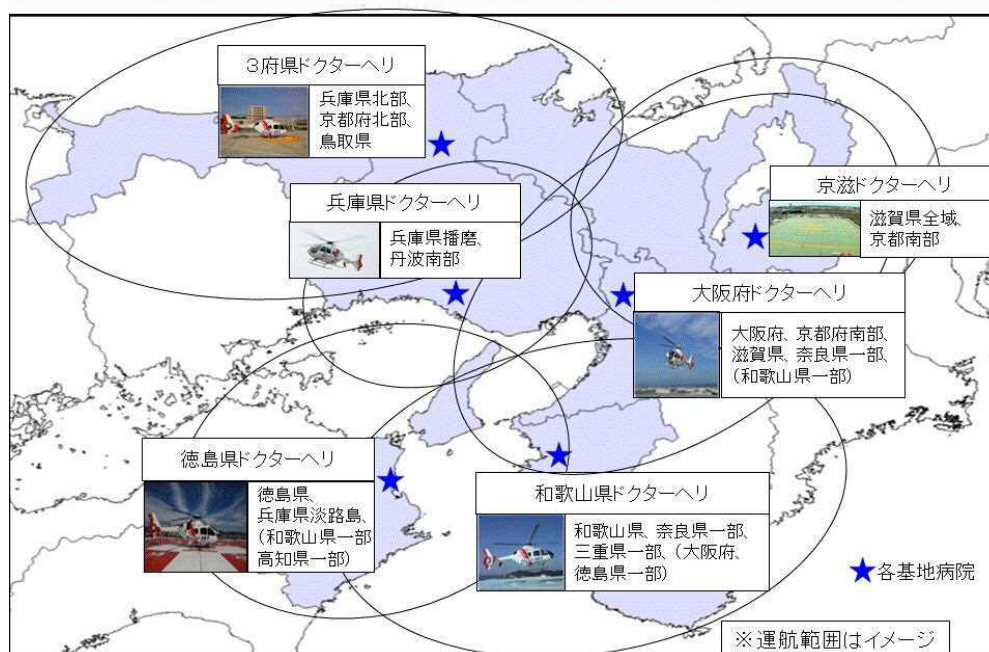 3府県ドクターヘリ
兵庫県北部、
京都府北部、
鳥取県
兵庫県ドクターヘリ
兵庫県播磨、
丹波南部
京滋ドクターヘリ
滋賀県全域、
京都南部
大阪府ドクターヘリ
大阪府、京都府南部、
滋賀県、奈良県一部、
(和歌山県一部)
徳島県ドクターヘリ
徳島県、
兵庫県淡路島、
(和歌山県一部
高知県一部)
和歌山県ドクターヘリ
和歌山県、奈良県一部、
三重県一部、(大阪府、
徳島県一部)
★各基地病院
※運航範囲はイメージ